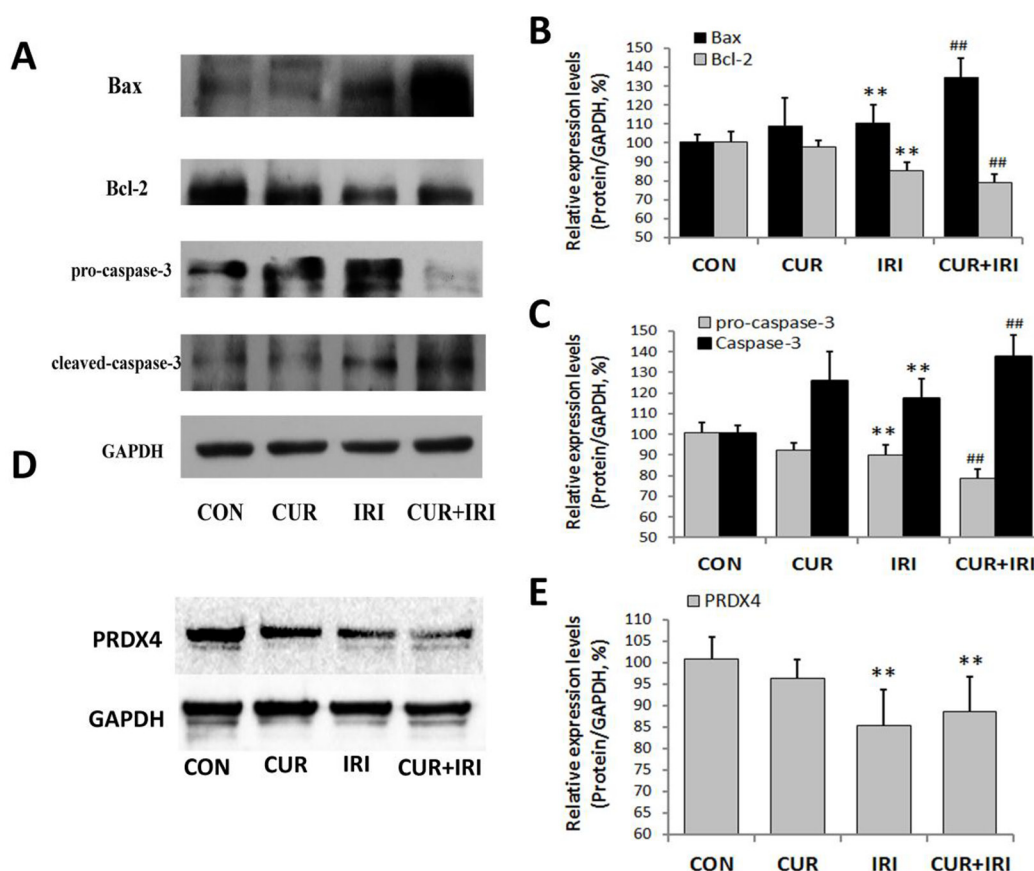 A
Bax
Bcl-2
pro-caspase-3
cleaved-caspase-3
GAPDH
CON CUR IRI CUR+IRI
B
Bax
Bcl-2
Relative expression levels
(Protein/GAPDH, %)
150
140
130
120
110
100
90
80
70
60
50
** ** ## ##
CON CUR IRI CUR+IRI
C
pro-caspase-3
Caspase-3
Relative expression levels
(Protein/GAPDH, %)
150
140
130
120
110
100
90
80
70
60
50
** ** ## ##
CON CUR IRI CUR+IRI
D
PRDX4
GAPDH
CON CUR IRI CUR+IRI
E
PRDX4
Relative expression levels
(Protein/GAPDH, %)
110
105
100
95
90
85
80
75
70
65
60
** **
CON CUR IRI CUR+IRI